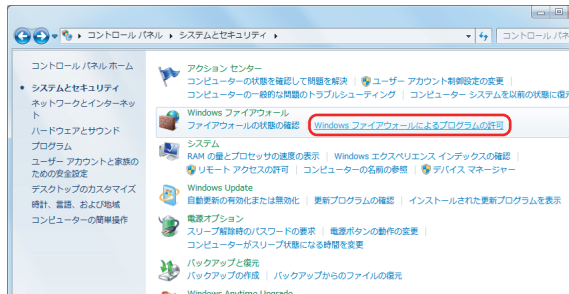 コントロール パネル ▸ システムとセキュリティ ▸
コントロール パネ
コントロール パネル ホーム
システムとセキュリティ
ネットワークとインターネッ
ト
ハードウェアとサウンド
プログラム
ユーザー アカウントと家族の
ための安全設定
デスクトップのカスタマイズ
時計、言語、および地域
コンピューターの簡単操作
アクション センター
コンピューターの状態を確認して問題を解決 | ユーザー アカウント制御設定の変更 |
コンピューターの一般的な問題のトラブルシューティング | コンピューター システムを以前の状態に復元
Windows ファイアウォール
ファイアウォールの状態の確認 | Windows ファイアウォールによるプログラムの許可
システム
RAM の量とプロセッサの速度の表示 | Windows エクスペリエンス インデックスの確認 |
リモート アクセスの許可 | コンピューターの名前の参照 | デバイス マネージャー
Windows Update
自動更新の有効化または無効化 | 更新プログラムの確認 | インストールされた更新プログラムを表示
電源オプション
スリープ解除時のパスワードの要求 | 電源ボタンの動作の変更 |
コンピューターがスリープ状態になる時間を変更
バックアップと復元
バックアップの作成 | バックアップからのファイルの復元
Windows Anytime Upgrade